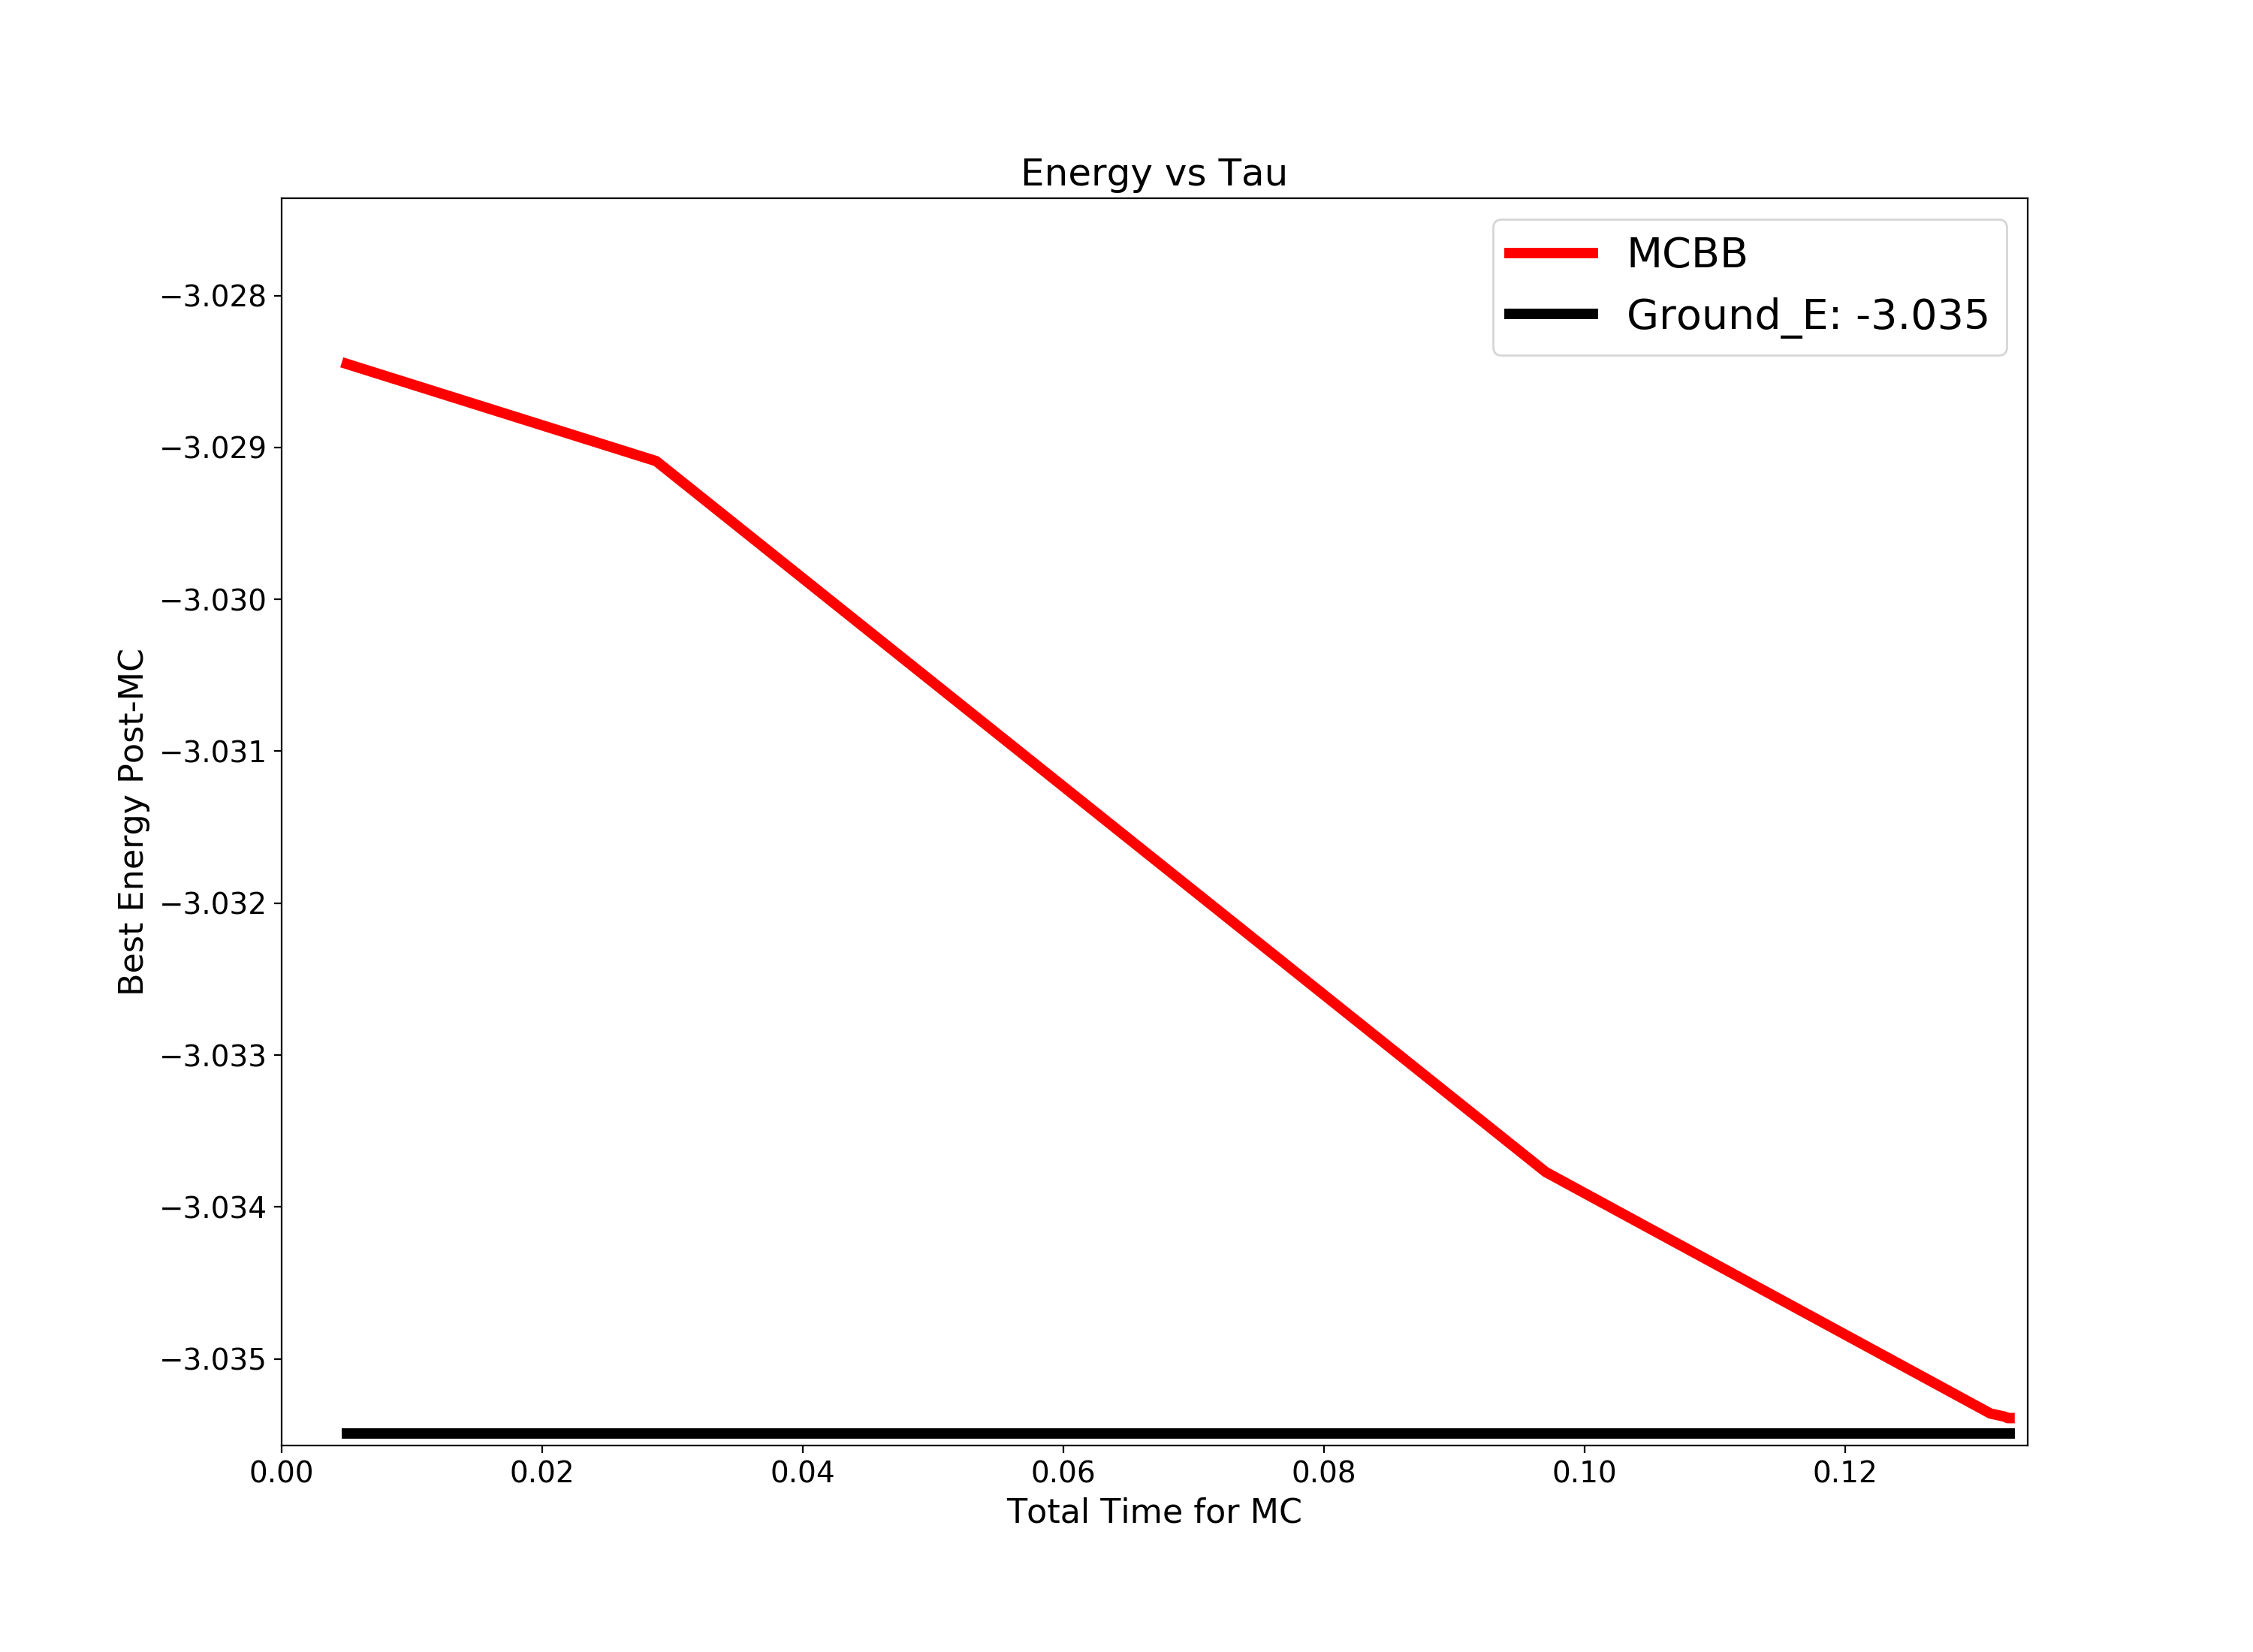 Energy vs Tau
MCBB
Ground_E: -3.035
−3.028
−3.029
−3.030
−3.031
−3.032
−3.033
−3.034
−3.035
Best Energy Post-MC
0.00 0.02 0.04 0.06 0.08 0.10 0.12
Total Time for MC